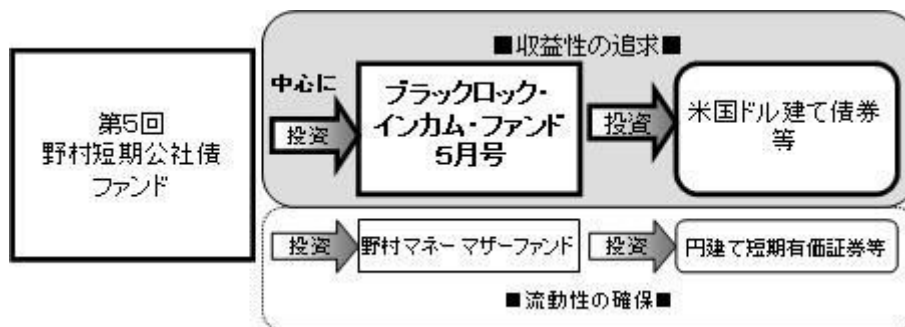 第5回
野村短期公社債
ファンド
■収益性の追求■
中心に
投資
ブラックロック・
インカム・ファンド
5月号
投資
米国ドル建て債券
等
投資
野村マネー マザーファンド
投資
円建て短期有価証券等
■流動性の確保■